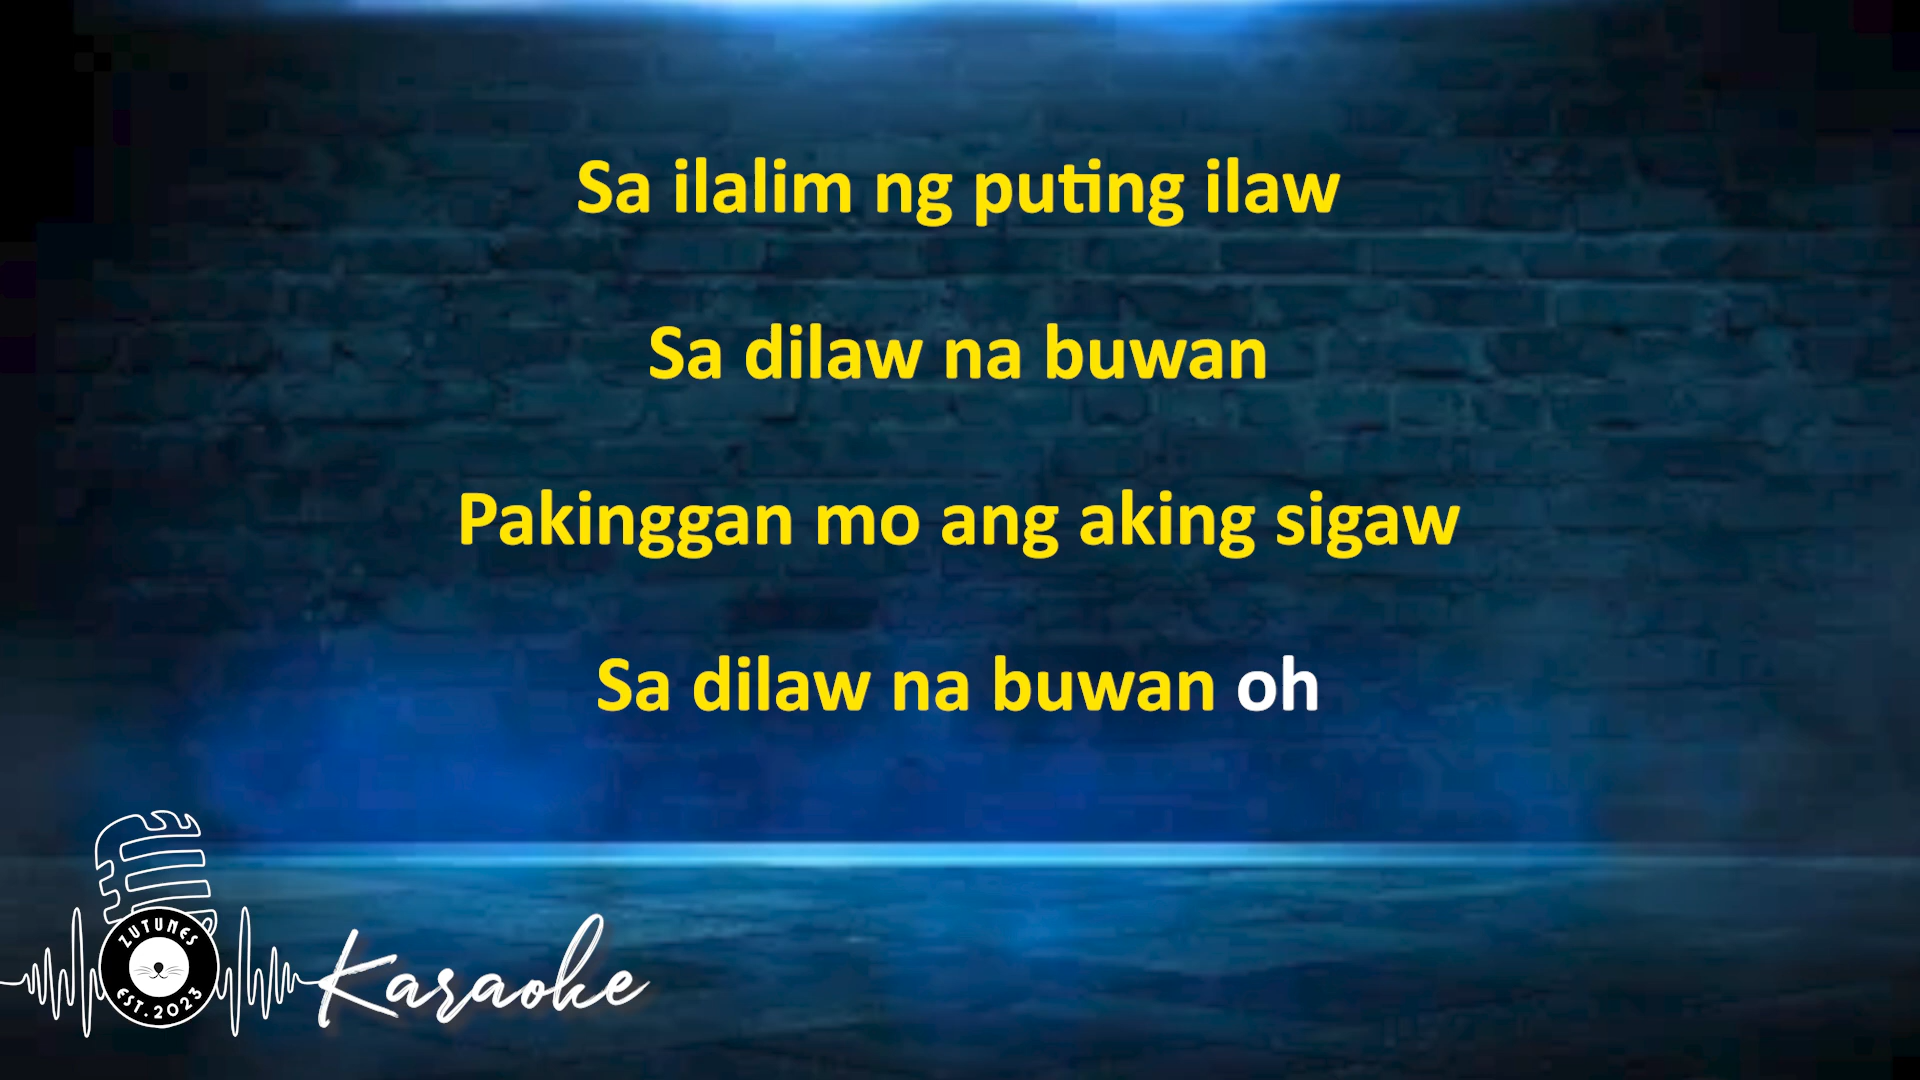 Sa ilalim ng puting ilaw
Sa dilaw na buwan
Pakinggan mo ang aking sigaw
Sa dilaw na buwan oh
ZUTUNES
EST.2023
Karaoke